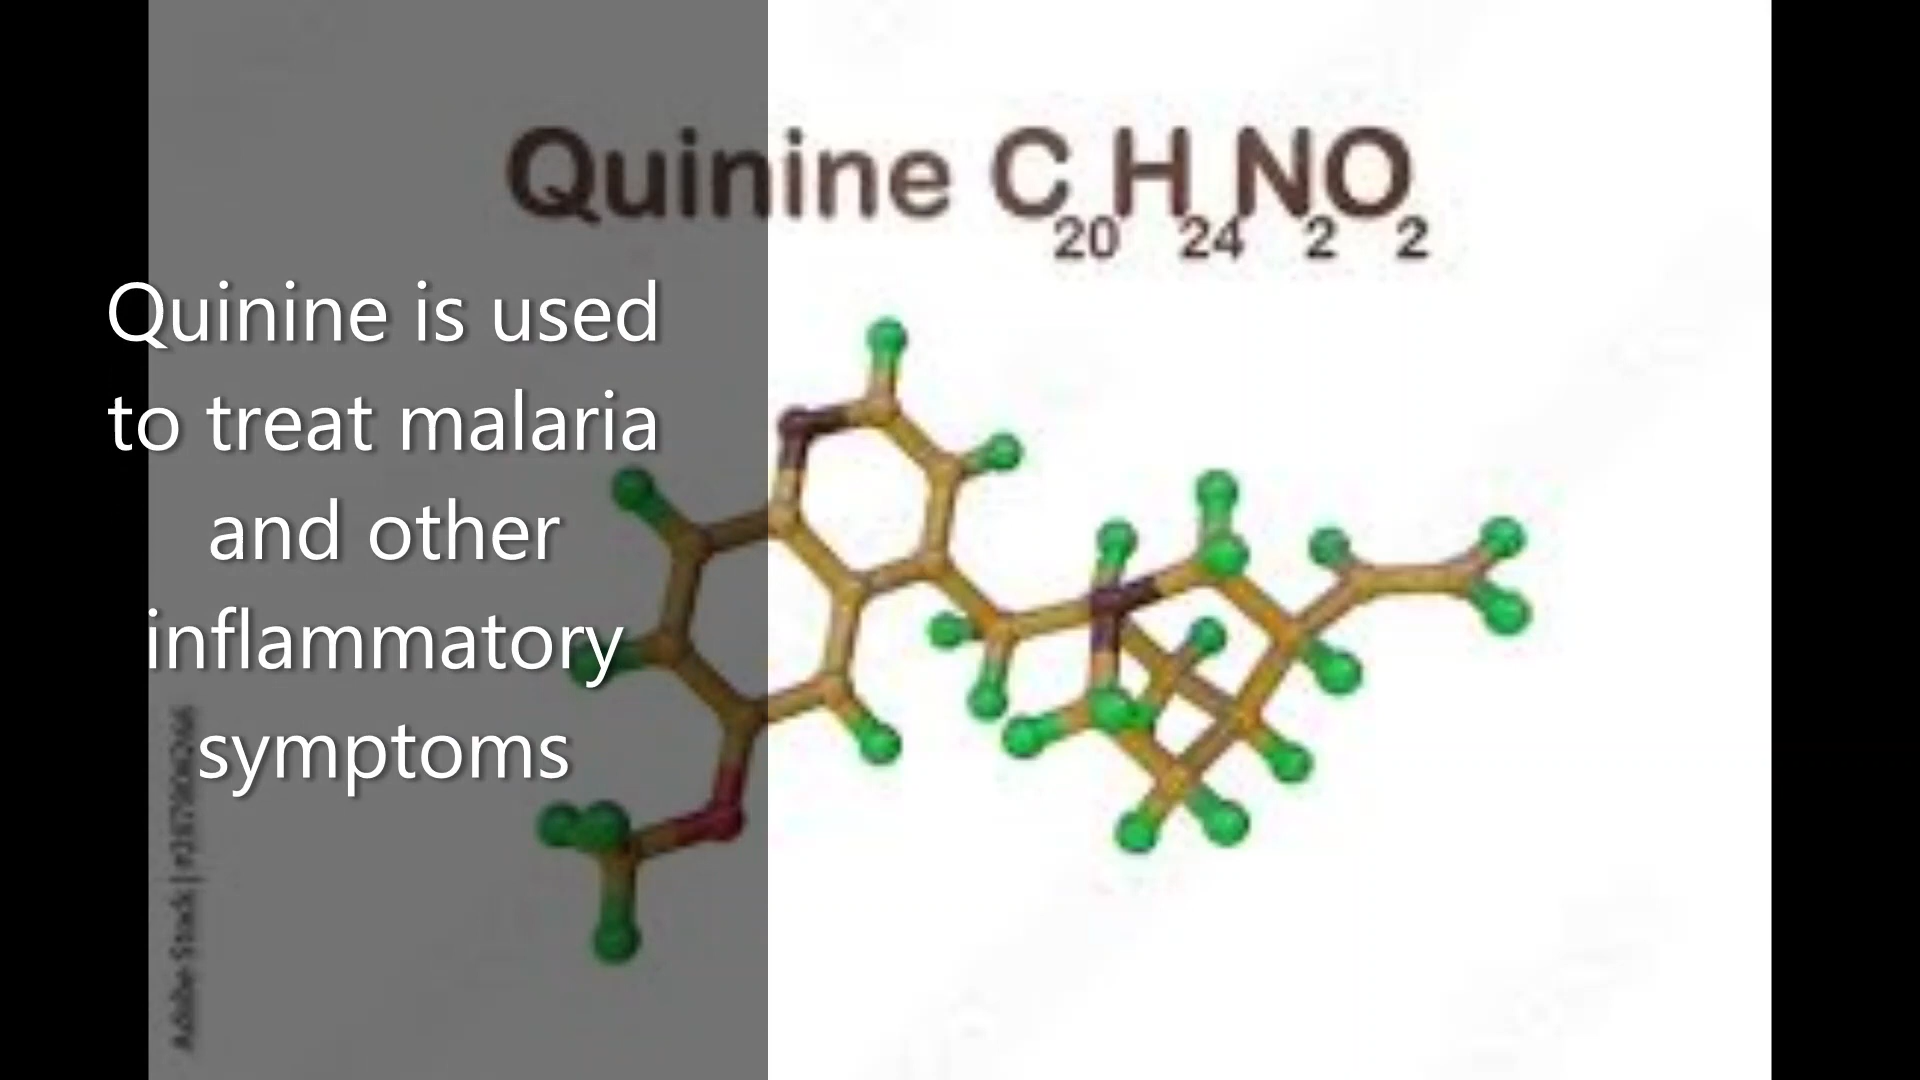 Quinine C20H24N2O2
Quinine is used
to treat malaria
and other
inflammatory
symptoms